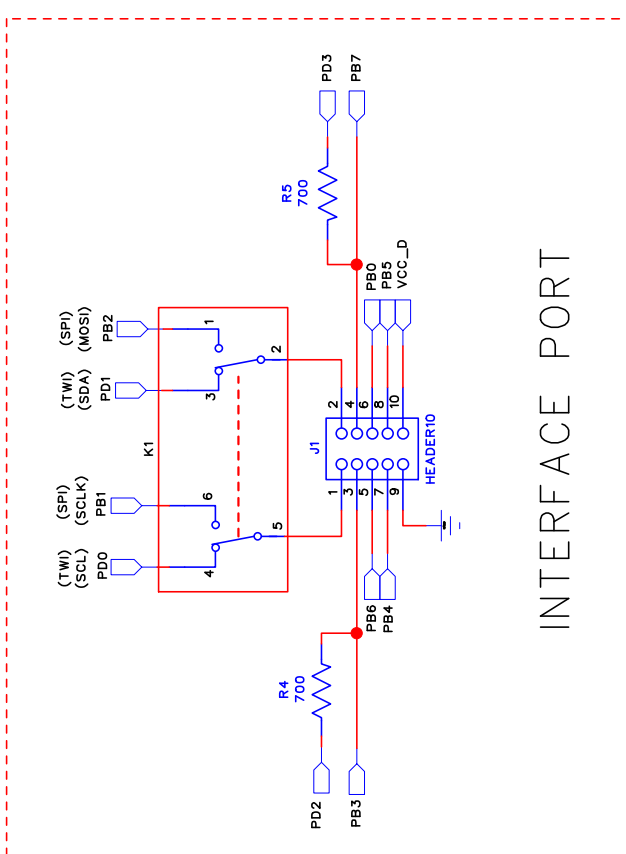 PD3
PB7
R5
700
PB0
PB5
VCC_D
(SPI)
(MOSI)
PB2
1
2
(TWI)
(SDA)
PD1
3
K1
(SPI)
(SCLK)
PB1
6
5
(TWI)
(SCL)
PD0
4
J1
HEADER10
2
4
6
8
10
1
3
5
7
9
PB6
PB4
R4
700
PD2
PB3
INTERFACE PORT